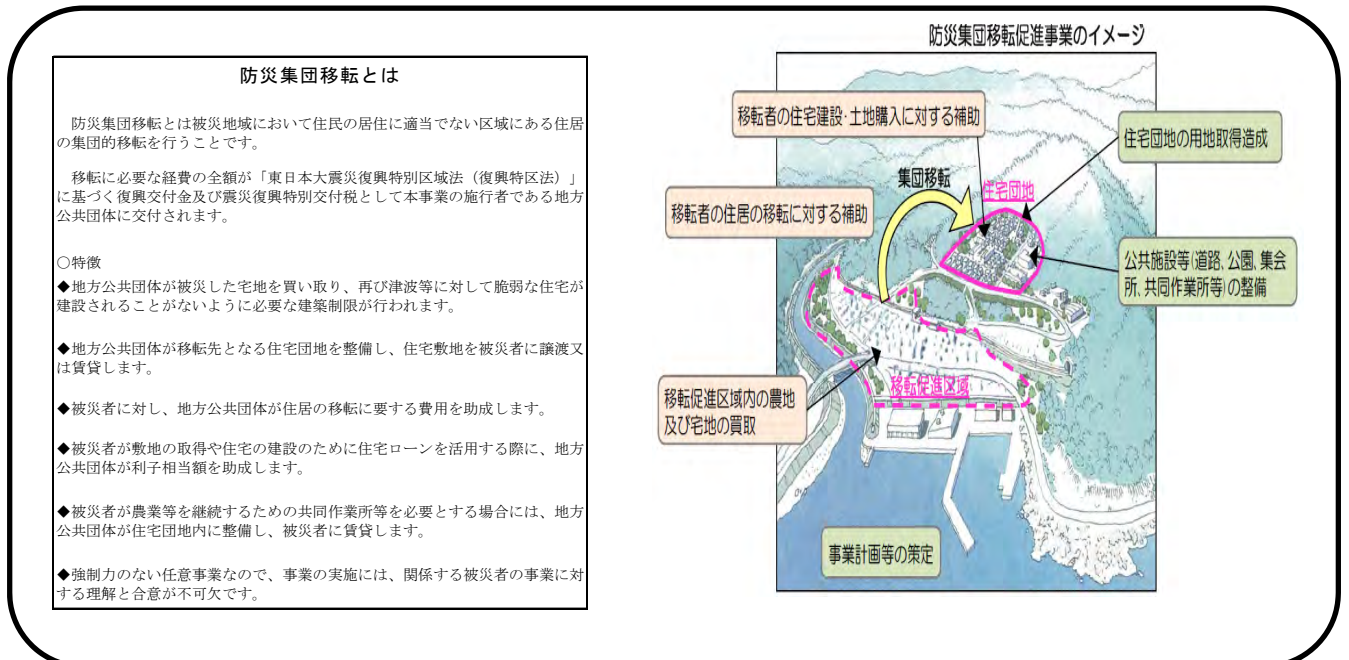 防災集団移転とは
防災集団移転とは被災地域において住民の居住に適当でない区域にある住居
の集団的移転を行うことです。
移転に必要な経費の全額が「東日本大震災復興特別区域法（復興特区法）」
に基づく復興交付金及び震災復興特別交付税として本事業の施行者である地方
公共団体に交付されます。
○特徴
◆地方公共団体が被災した宅地を買い取り、再び津波等に対して脆弱な住宅が
建設されることがないように必要な建築制限が行われます。
◆地方公共団体が移転先となる住宅団地を整備し、住宅敷地を被災者に譲渡又
は賃貸します。
◆被災者に対し、地方公共団体が住居の移転に要する費用を助成します。
◆被災者が敷地の取得や住宅の建設のために住宅ローンを活用する際に、地方
公共団体が利子相当額を助成します。
◆被災者が農業等を継続するための共同作業所等を必要とする場合には、地方
公共団体が住宅団地内に整備し、被災者に賃貸します。
◆強制力のない任意事業なので、事業の実施には、関係する被災者の事業に対
する理解と合意が不可欠です。
防災集団移転促進事業のイメージ
移転者の住宅建設･土地購入に対する補助
住宅団地の用地取得造成
集団移転
住宅団地
移転者の住居の移転に対する補助
公共施設等(道路、公園、集会
所、共同作業所等)の整備
移転促進区域
移転促進区域内の農地
及び宅地の買取
事業計画等の策定